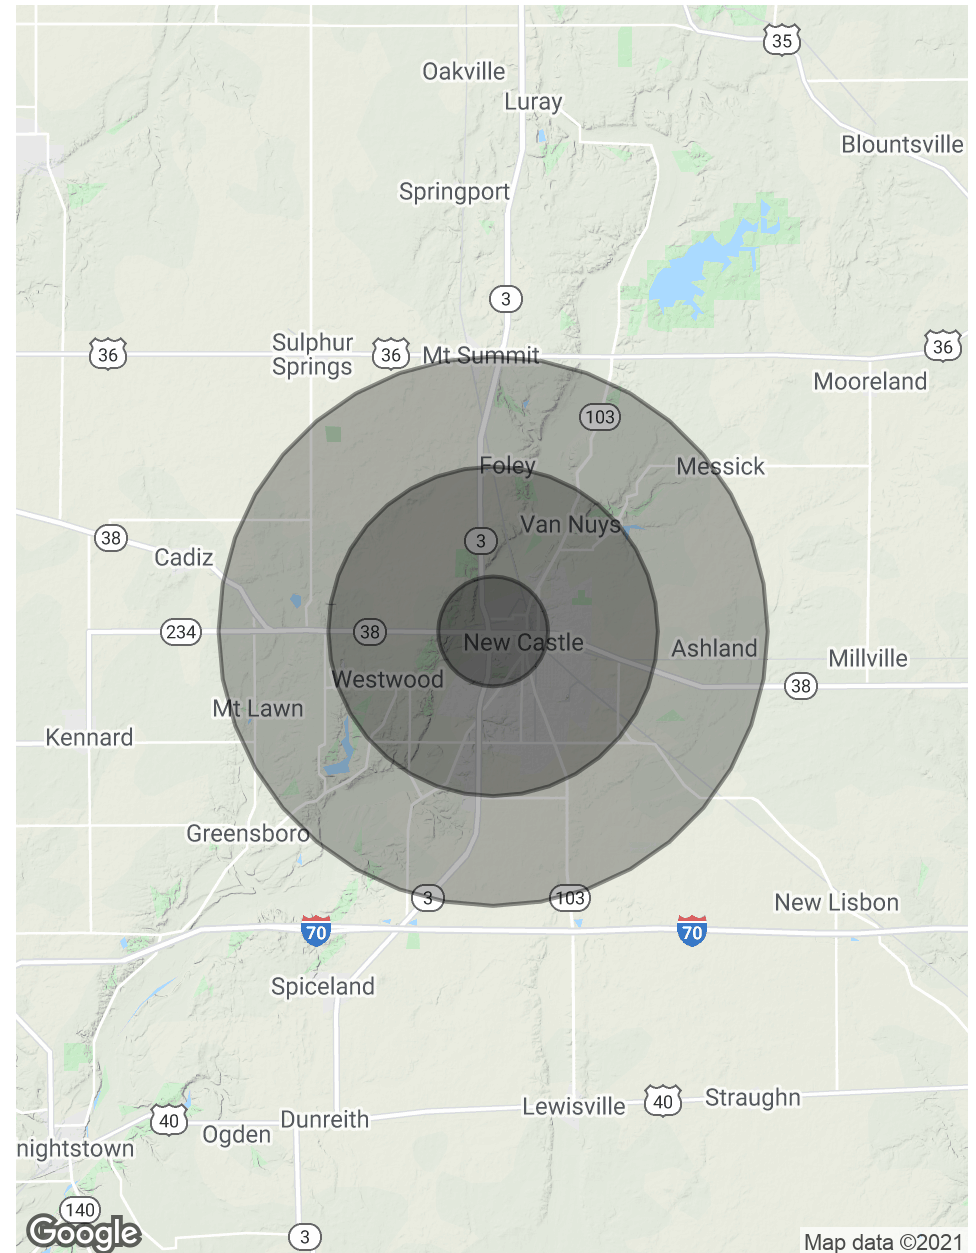 35
Oakville
Luray
Blountsville
Springport
3
Sulphur
Springs
36
36
Mt Summit
36
Mooreland
103
Foley
Messick
Van Nuys
38
3
Cadiz
234
38
New Castle
Ashland
Millville
Westwood
38
Mt Lawn
Kennard
Greensboro
3
103
New Lisbon
70
70
Spiceland
40
Dunreith
Lewisville
40
Straughn
Ogden
nightstown
140
Google
3
Map data ©2021